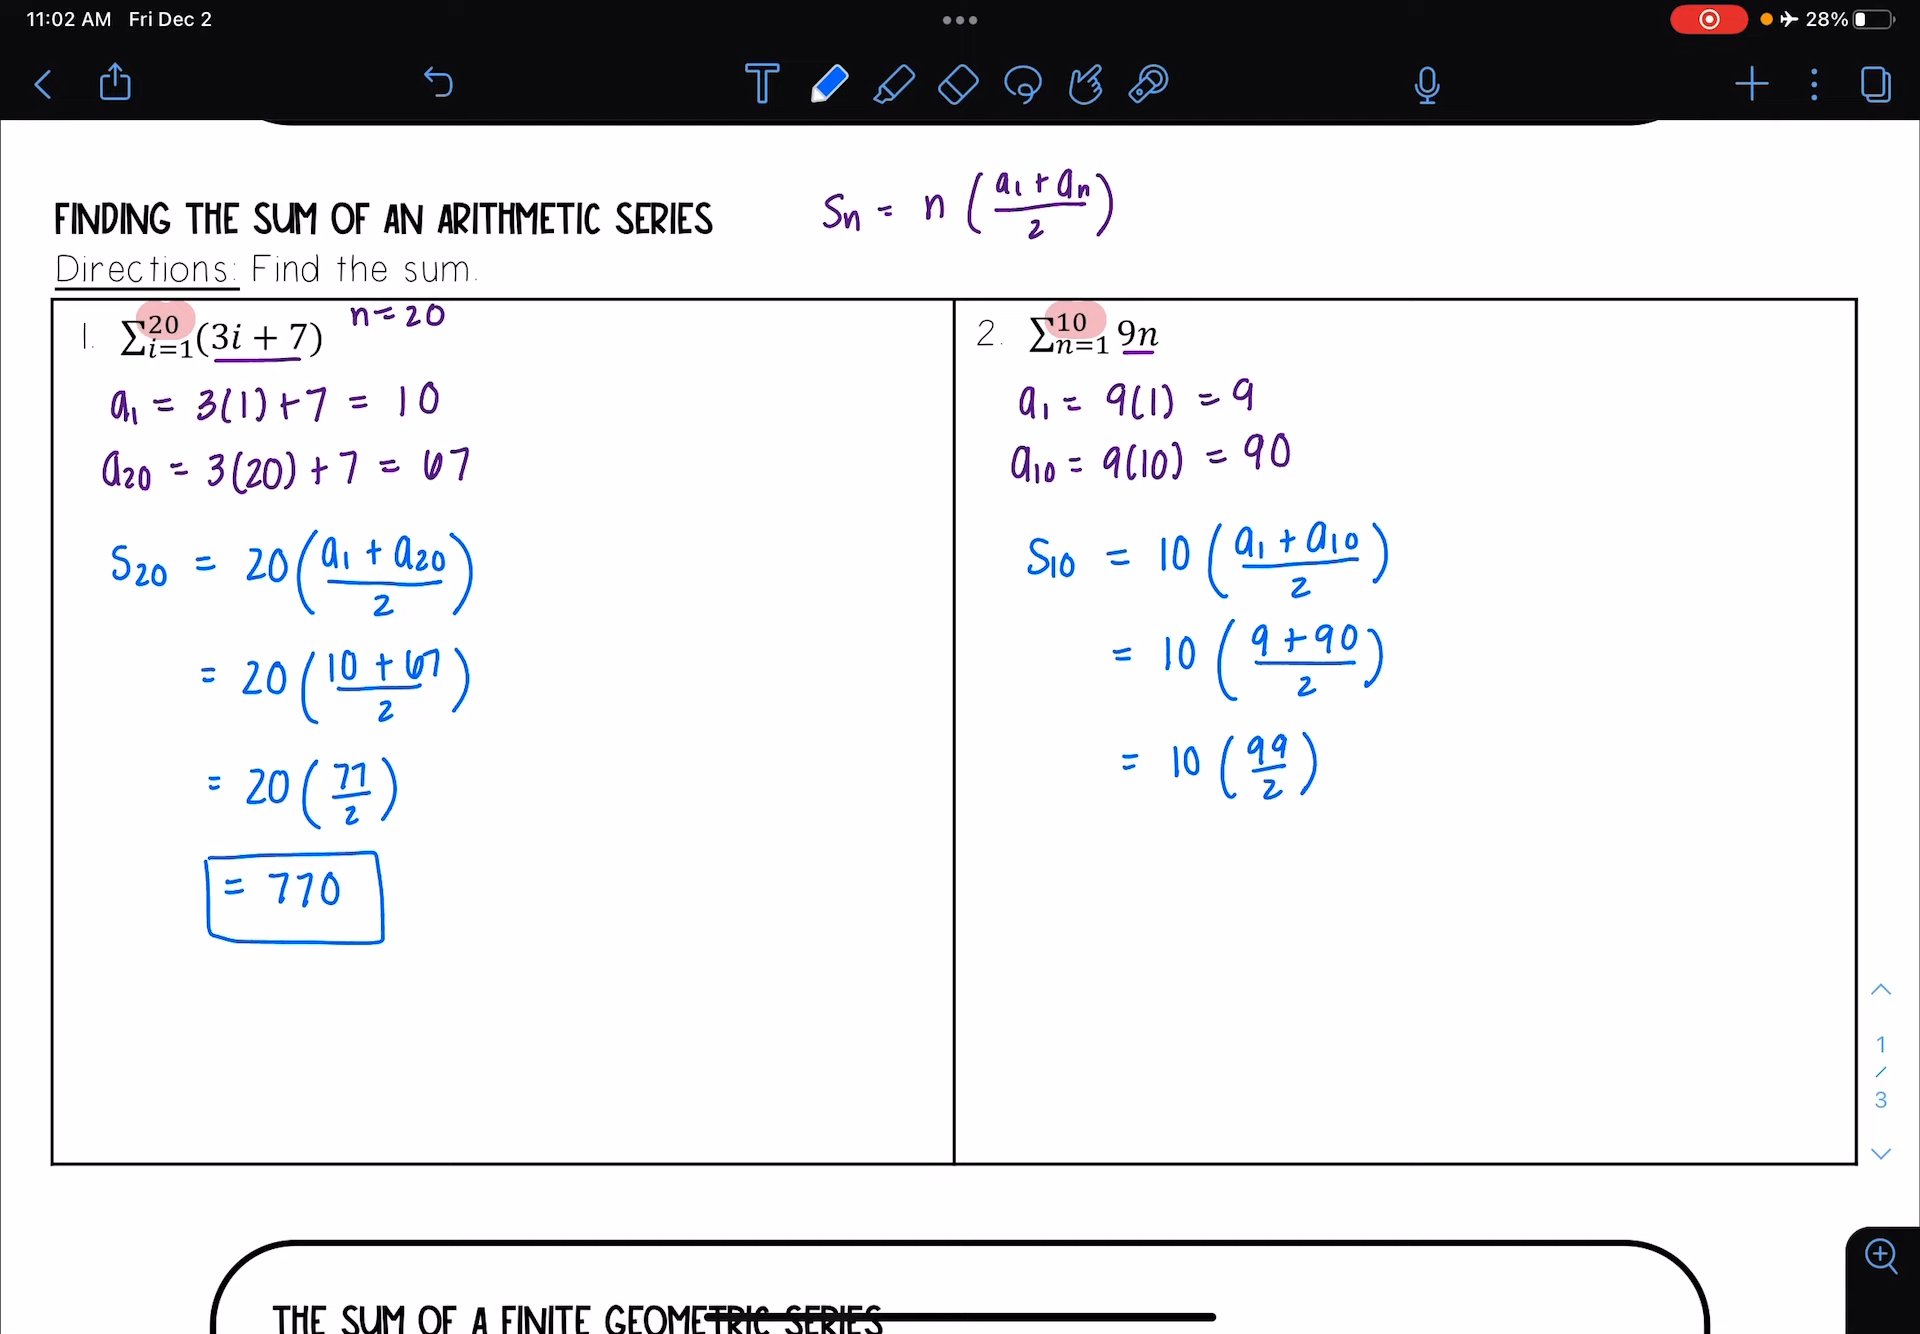 11:02 AM Fri Dec 2
28%
FINDING THE SUM OF AN ARITHMETIC SERIES
Sn = n (a1 + an / 2)
Directions: Find the sum.
1. ∑_{i=1}^{20} (3i + 7) n = 20
a1 = 3(1) + 7 = 10
a20 = 3(20) + 7 = 67
S20 = 20 (a1 + a20 / 2)
= 20 (10 + 67 / 2)
= 20 (77 / 2)
= 770
2. ∑_{n=1}^{10} 9n
a1 = 9(1) = 9
a10 = 9(10) = 90
S10 = 10 (a1 + a10 / 2)
= 10 (9 + 90 / 2)
= 10 (99 / 2)
1
/
3
THE SUM OF A FINITE GEOMETRIC SERIES